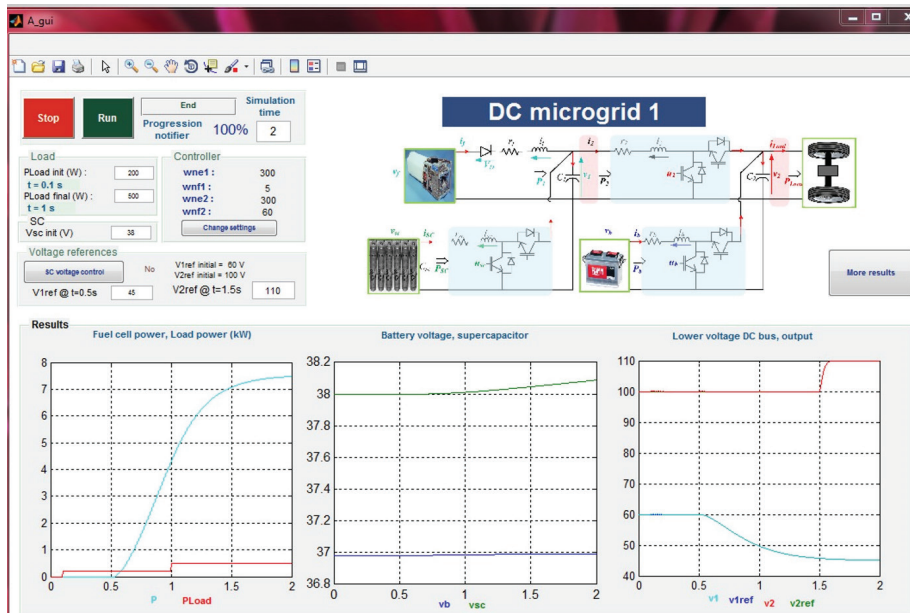 A_gui
Stop
Run
End
Progression notifier
100%
Simulation time
2
DC microgrid 1
Load
PLoad init (W) :
200
t = 0.1 s
PLoad final (W) :
500
t = 1 s
SC
Vsc init (V)
38
Controller
wne1 :
300
wnf1 :
5
wne2 :
300
wnf2 :
60
Change settings
Voltage references
SC voltage control
No
V1ref initial = 60 V
V2ref initial = 100 V
V1ref @ t=0.5s
45
V2ref @ t=1.5s
110
More results
Results
Fuel cell power, Load power (kW)
8
7
6
5
4
3
2
1
0
0
0.5
1
1.5
2
P
PLoad
Battery voltage, supercapacitor
38.2
38
37.8
37.6
37.4
37.2
37
36.8
0
0.5
1
1.5
2
vb
vsc
Lower voltage DC bus, output
110
100
90
80
70
60
50
40
0
0.5
1
1.5
2
v1
v1ref
v2
v2ref